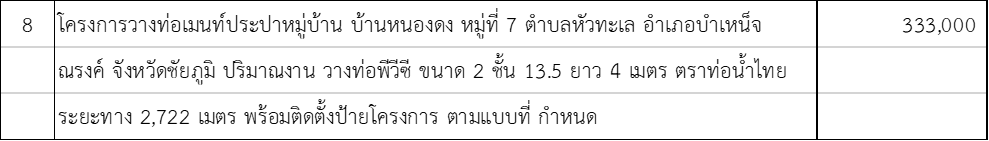 8 โครงการวางท่อเมนท์ประปาหมู่บ้าน บ้านหนองดง หมู่ที่ 7 ตำบลหัวทะเล อำเภอบำเหน็จ 333,000
ณรงค์ จังหวัดชัยภูมิ ปริมาณงาน วางท่อพีวีซี ขนาด 2 ชั้น 13.5 ยาว 4 เมตร ตราท่อน้ำไทย
ระยะทาง 2,722 เมตร พร้อมติดตั้งป้ายโครงการ ตามแบบที่ กำหนด